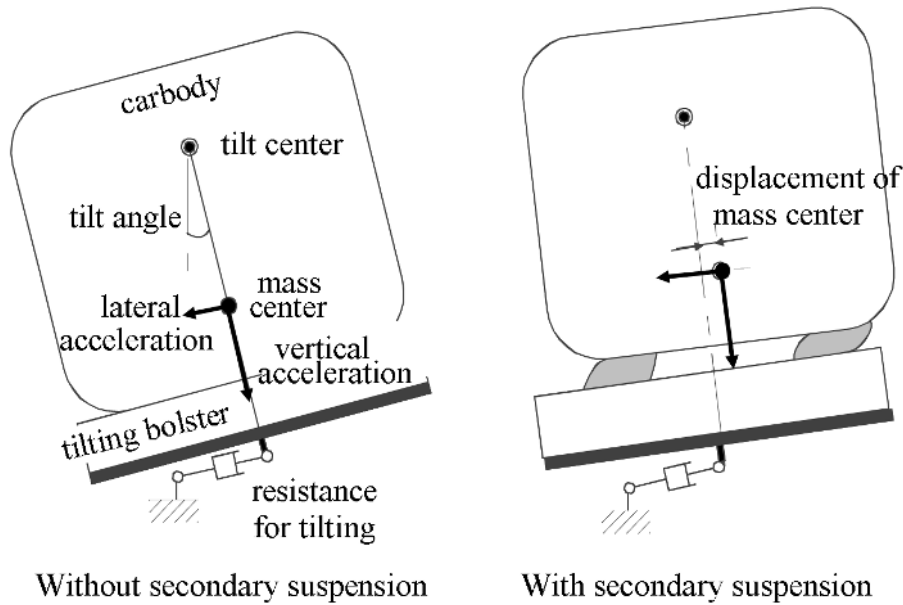 carbody
tilt center
tilt angle
mass
center
lateral
acceleration
vertical
acceleration
tilting bolster
resistance
for tilting
Without secondary suspension
displacement of
mass center
With secondary suspension